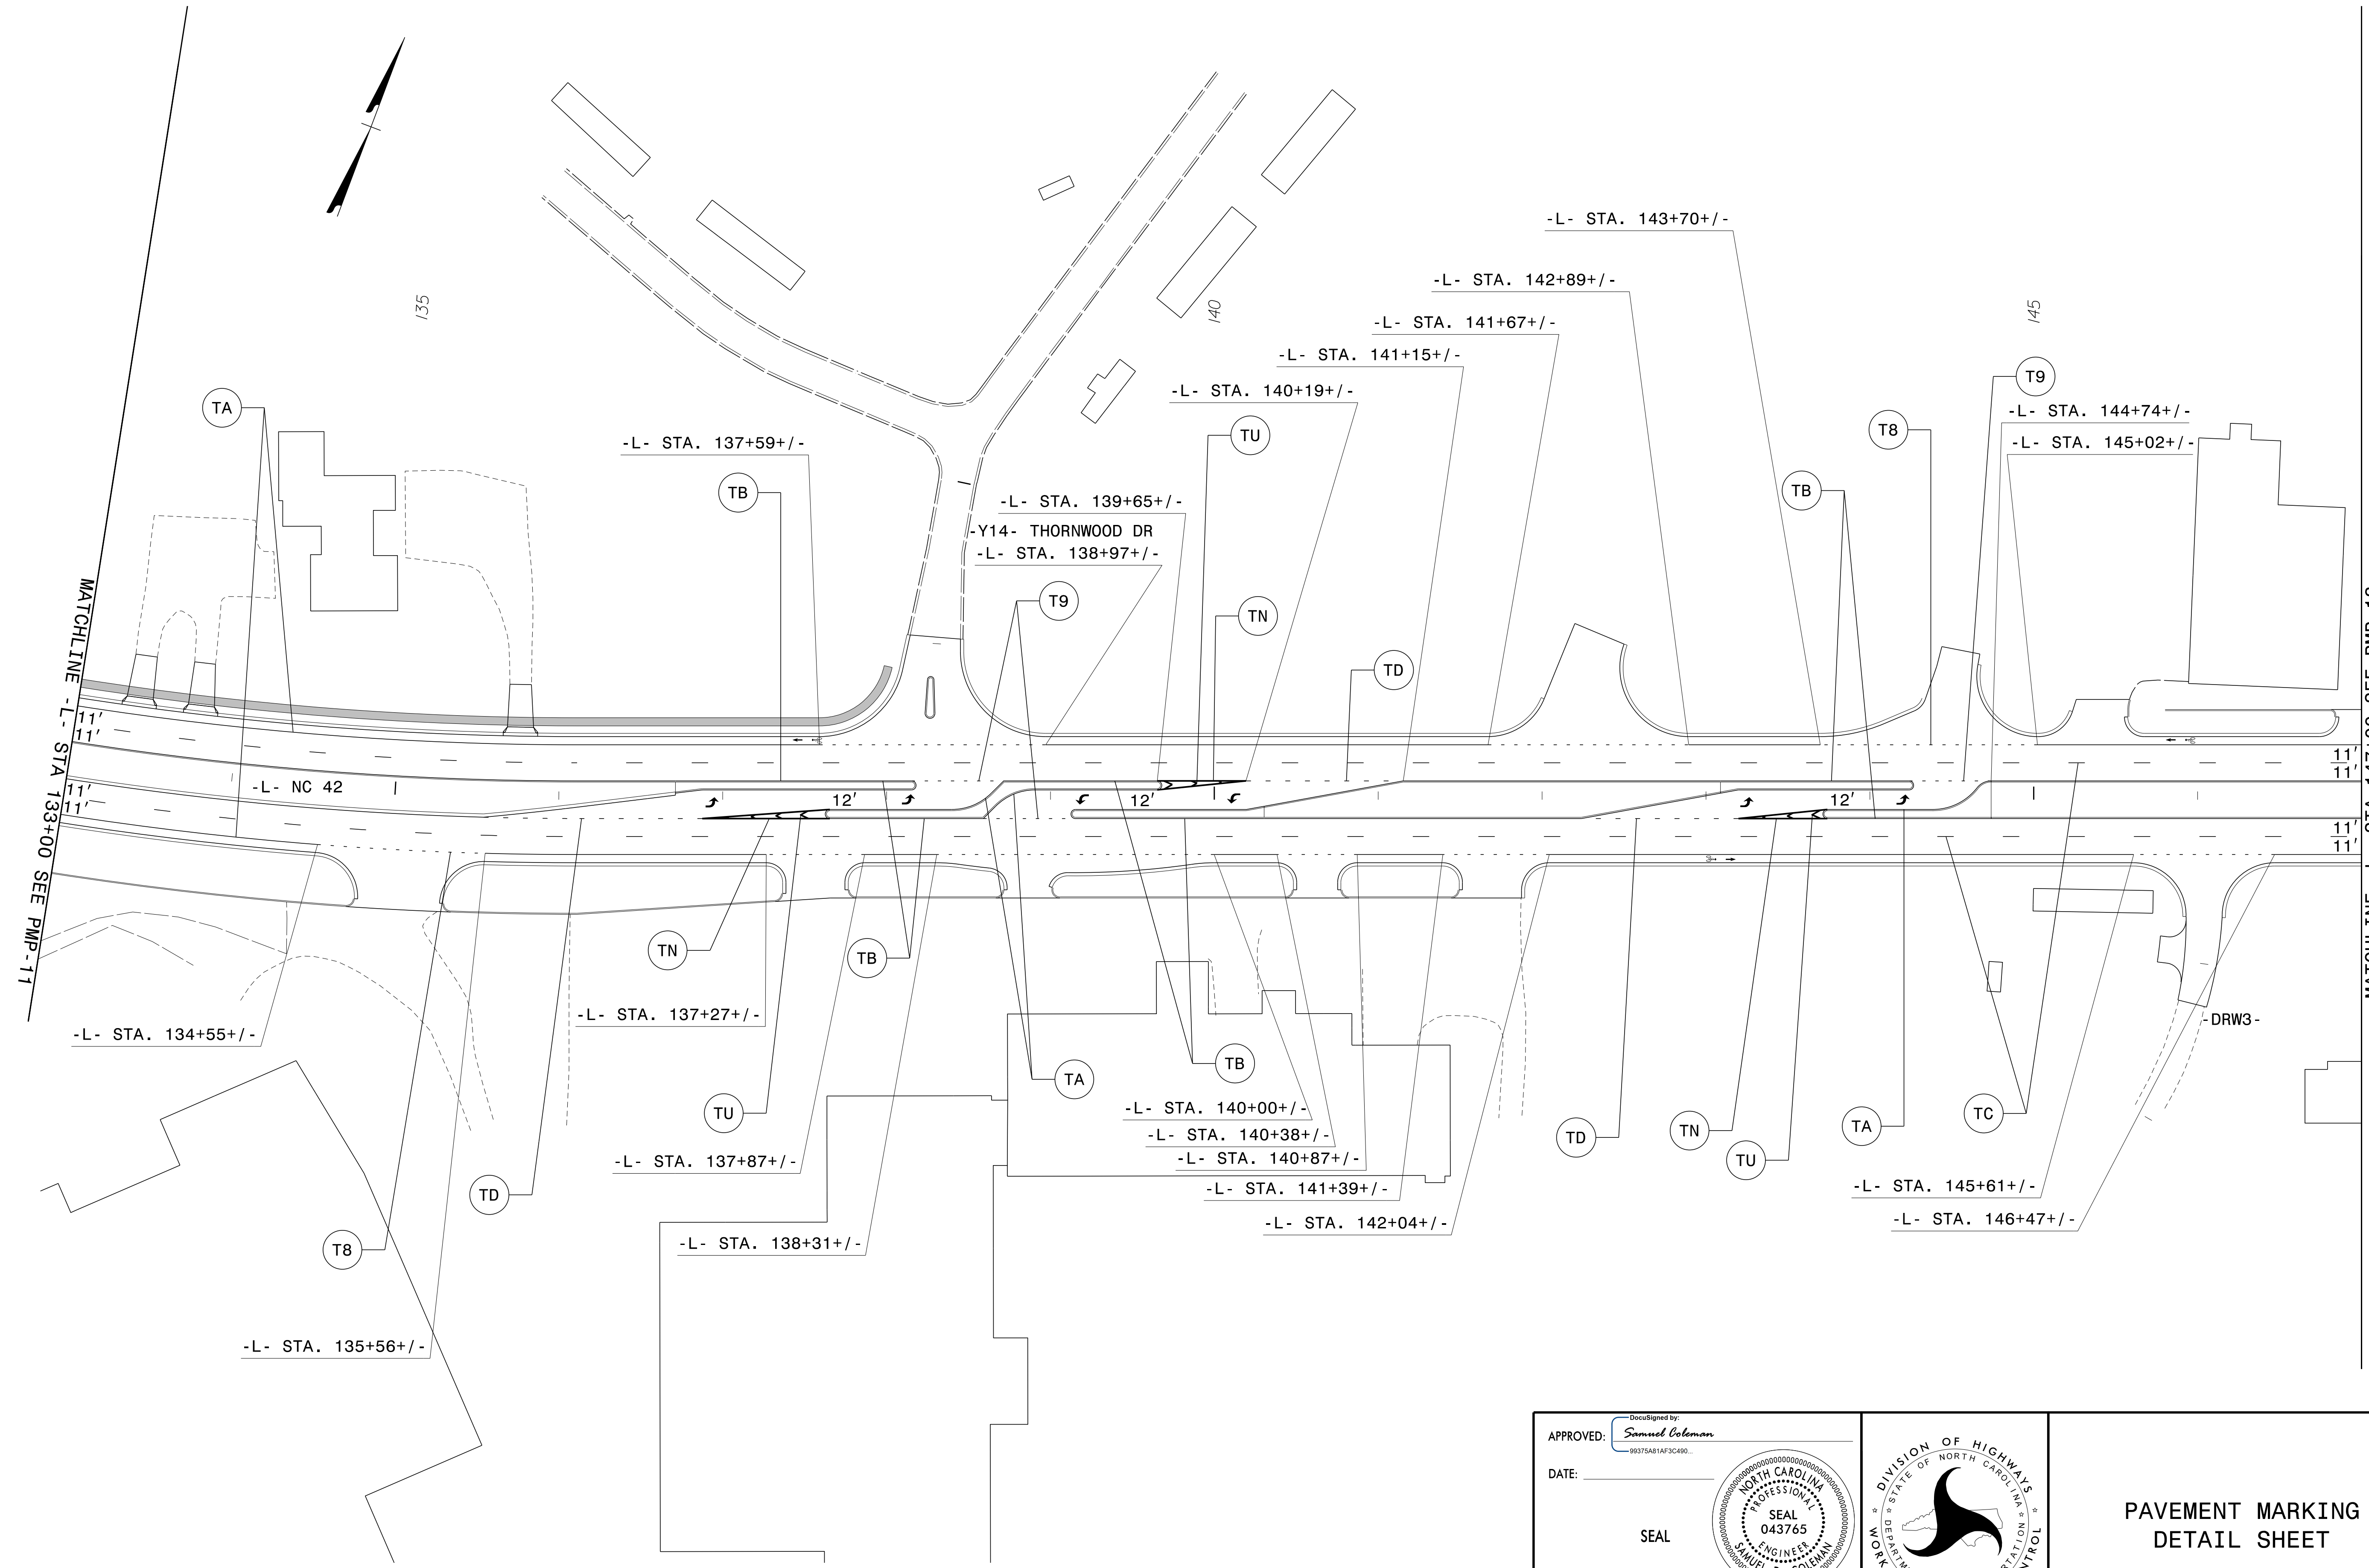 -L- STA. 143+70+/-
-L- STA. 142+89+/-
135
140
145
-L- STA. 141+67+/-
-L- STA. 141+15+/-
T9
-L- STA. 140+19+/-
TA
-L- STA. 144+74+/-
T8
TU
-L- STA. 137+59+/-
-L- STA. 145+02+/-
TB
TB
-L- STA. 139+65+/-
-Y14- THORNWOOD DR
-L- STA. 138+97+/-
T9
TN
TD
MATCHLINE -L- STA 133+00 SEE PMP-11
11'
11'
11'
11'
-L- NC 42
12'
12'
12'
11'
11'
11'
11'
TN
TB
-L- STA. 137+27+/-
-L- STA. 134+55+/-
-DRW3-
TB
TA
TU
-L- STA. 140+00+/-
-L- STA. 140+38+/-
-L- STA. 140+87+/-
-L- STA. 141+39+/-
-L- STA. 142+04+/-
TD
TN
TU
TA
TC
-L- STA. 137+87+/-
TD
-L- STA. 145+61+/-
-L- STA. 146+47+/-
T8
-L- STA. 138+31+/-
-L- STA. 135+56+/-
APPROVED:
DocuSigned by:
Samuel Coleman
99375A81AF3C490...
DATE:
SEAL
NORTH CAROLINA
PROFESSIONAL
SEAL
043765
ENGINEER
COLEMAN
DIVISION OF HIGHWAYS
STATE OF NORTH CAROLINA
PAVEMENT MARKING
DETAIL SHEET